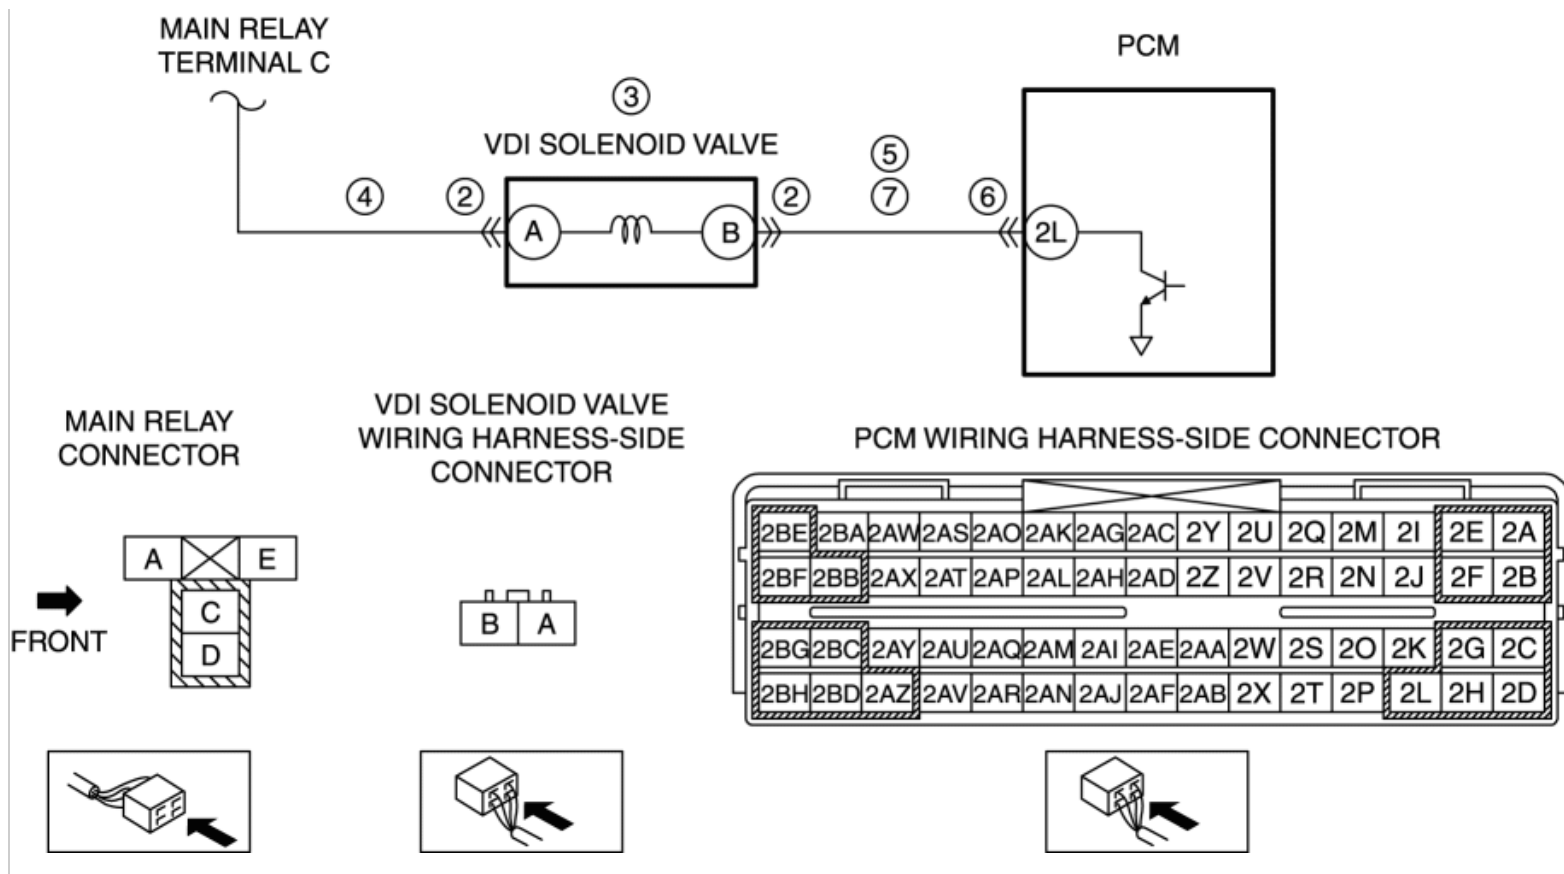 MAIN RELAY
TERMINAL C
PCM
3
VDI SOLENOID VALVE
5
4
2
2
7
6
A
B
2L
MAIN RELAY
CONNECTOR
VDI SOLENOID VALVE
WIRING HARNESS-SIDE
CONNECTOR
PCM WIRING HARNESS-SIDE CONNECTOR
A E
C
D
FRONT
B A
2BE 2BA 2AW 2AS 2AO 2AK 2AG 2AC 2Y 2U 2Q 2M 2I 2E 2A
2BF 2BB 2AX 2AT 2AP 2AL 2AH 2AD 2Z 2V 2R 2N 2J 2F 2B
2BG 2BC 2AY 2AU 2AQ 2AM 2AI 2AE 2AA 2W 2S 2O 2K 2G 2C
2BH 2BD 2AZ 2AV 2AR 2AN 2AJ 2AF 2AB 2X 2T 2P 2L 2H 2D